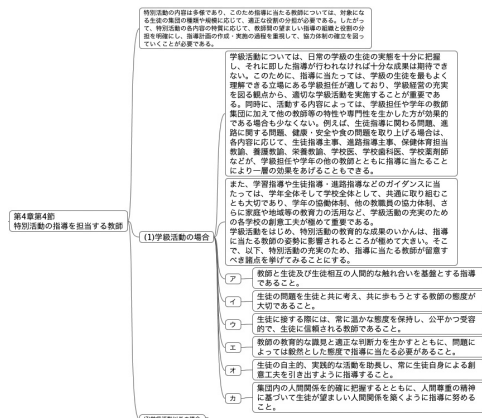 特別活動の内容は多様であり、このため指導に当たる教師については、対象にな
る生徒の集団の種類や規模に応じて、適正な役割の分担が必要である。したがっ
て、特別活動の各内容の特質に応じて、教師間の望ましい指導の組織と役割の分
担を明確にし、指導計画の作成・実施の過程を重視して、協力体制の確立を図っ
ていくことが必要である。
第4章第4節
特別活動の指導を担当する教師
(1)学級活動の場合
学級活動については、日常の学級の生徒の実態を十分に把握
し、それに即した指導が行われなければ十分な成果は期待でき
ない。このために、指導に当たっては、学級の生徒を最もよく
理解できる立場にある学級担任が適しており、学級経営の充実
を図る観点から、適切な学級活動を実施することが重要であ
る。同時に、活動する内容によっては、学級担任や学年の教師
集団に加えて他の教師等の特性や専門性を生かした方が効果的
である場合も少なくない。例えば、生徒指導に関わる問題、進
路に関する問題、健康・安全や食の問題を取り上げる場合は、
各内容に応じて、生徒指導主事、進路指導主事、保健体育担当
教諭、養護教諭、栄養教諭、学校医、学校歯科医、学校薬剤師
などが、学級担任や学年の他の教師とともに指導に当たること
により一層の効果をあげることもできる。
また、学習指導や生徒指導・進路指導などのガイダンスに当
たっては、学年全体そして学校全体として、共通に取り組むこ
とも大切であり、学年の協働体制、他の教職員の協力体制、さ
らに家庭や地域等の教育力の活用など、学級活動の充実のため
の各学校の創意工夫が極めて重要である。
学級活動をはじめ、特別活動の教育的な成果のいかんは、指導
に当たる教師の姿勢に影響されるところが極めて大きい。そこ
で、以下、特別活動の充実のため、指導に当たる教師が留意す
べき諸点を挙げてみることにする。
ア
教師と生徒及び生徒相互の人間的な触れ合いを基盤とする指導
であること。
イ
生徒の問題を生徒と共に考え、共に歩もうとする教師の態度が
大切であること。
ウ
生徒に接する際には、常に温かな態度を保持し、公平かつ受容
的で、生徒に信頼される教師であること。
エ
教師の教育的な識見と適正な判断力を生かすとともに、問題に
よっては毅然とした態度で指導に当たる必要があること。
オ
生徒の自主的、実践的な活動を助長し、常に生徒自身による創
意工夫を引き出すように指導すること。
カ
集団内の人間関係を的確に把握するとともに、人間尊重の精神
に基づいて生徒が望ましい人間関係を築くように指導に努める
こと。